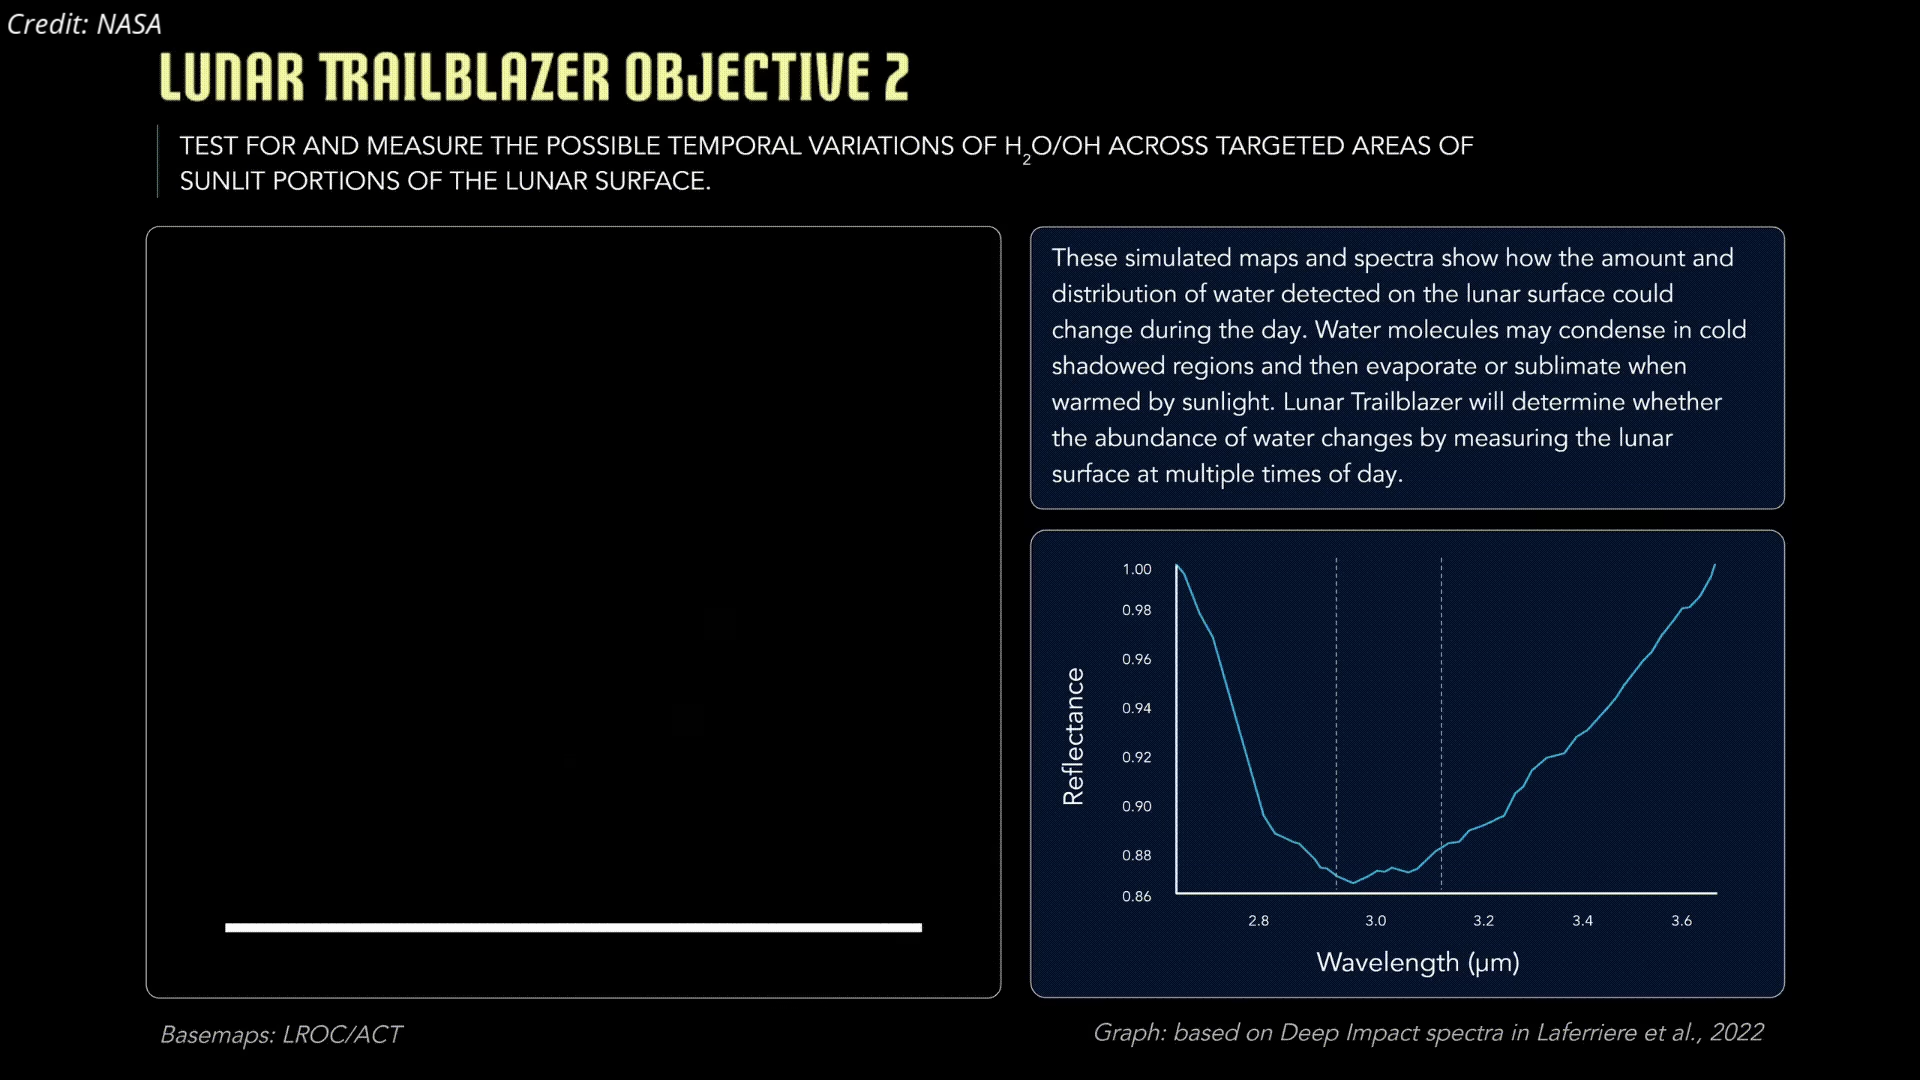 Credit: NASA
LUNAR TRAILBLAZER OBJECTIVE 2
TEST FOR AND MEASURE THE POSSIBLE TEMPORAL VARIATIONS OF H₂O/OH ACROSS TARGETED AREAS OF
SUNLIT PORTIONS OF THE LUNAR SURFACE.
These simulated maps and spectra show how the amount and
distribution of water detected on the lunar surface could
change during the day. Water molecules may condense in cold
shadowed regions and then evaporate or sublimate when
warmed by sunlight. Lunar Trailblazer will determine whether
the abundance of water changes by measuring the lunar
surface at multiple times of day.
Reflectance
1.00
0.98
0.96
0.94
0.92
0.90
0.88
0.86
2.8 3.0 3.2 3.4 3.6
Wavelength (μm)
Basemaps: LROC/ACT
Graph: based on Deep Impact spectra in Laferriere et al., 2022